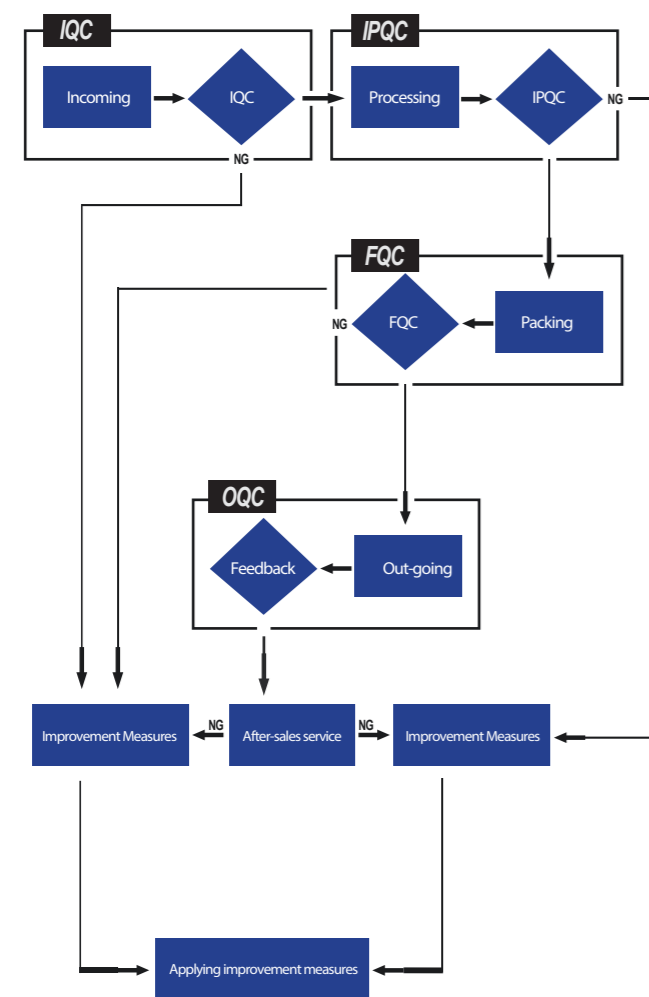 IQC
IPQC
Incoming
IQC
Processing
IPQC
NG
NG
FQC
NG
FQC
Packing
OQC
Feedback
Out-going
Improvement Measures
NG
After-sales service
NG
Improvement Measures
Applying improvement measures